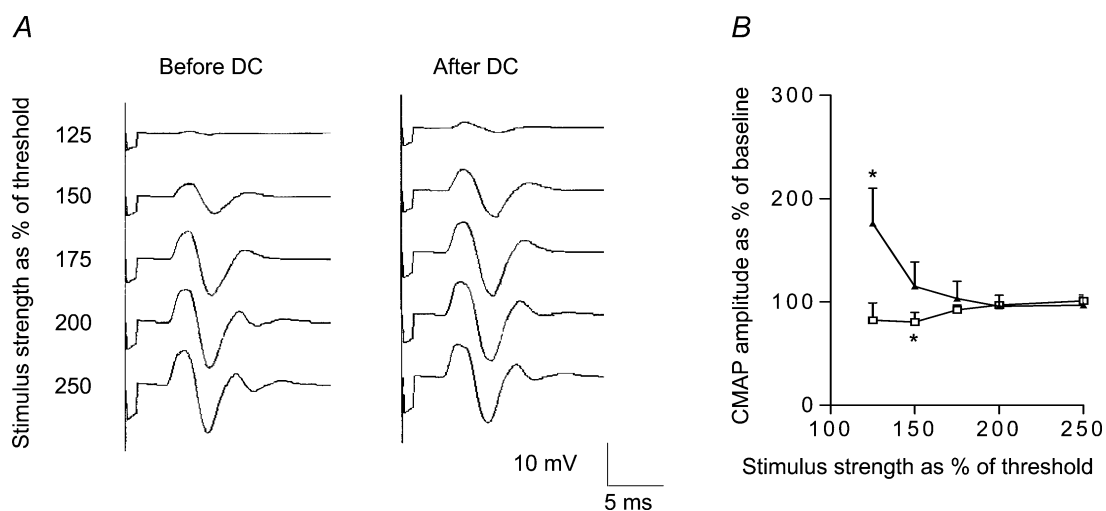 A
Before DC
After DC
Stimulus strength as % of threshold
125
150
175
200
250
10 mV
5 ms
B
CMAP amplitude as % of baseline
300
200
100
0
*
*
100
150
200
250
Stimulus strength as % of threshold